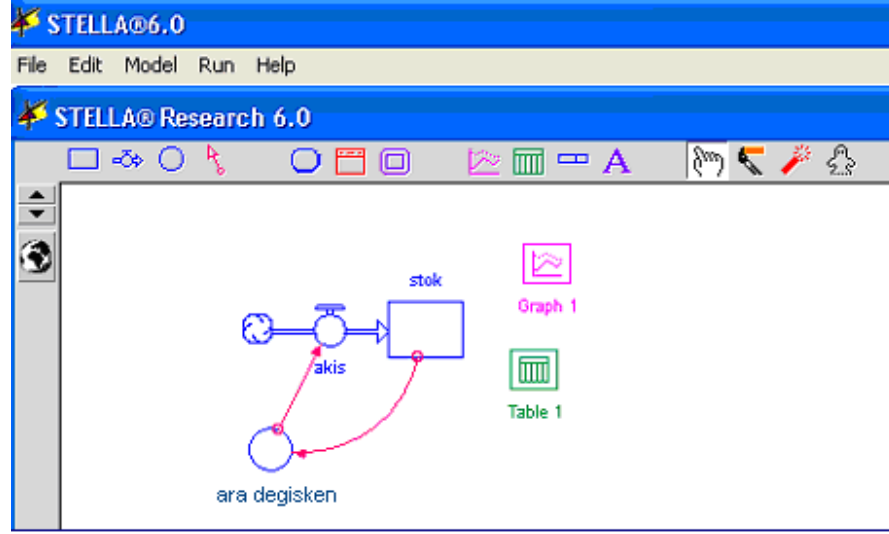 STELLA®6.0
File Edit Model Run Help
STELLA® Research 6.0
A
stok
Graph 1
akis
Table 1
ara degisken